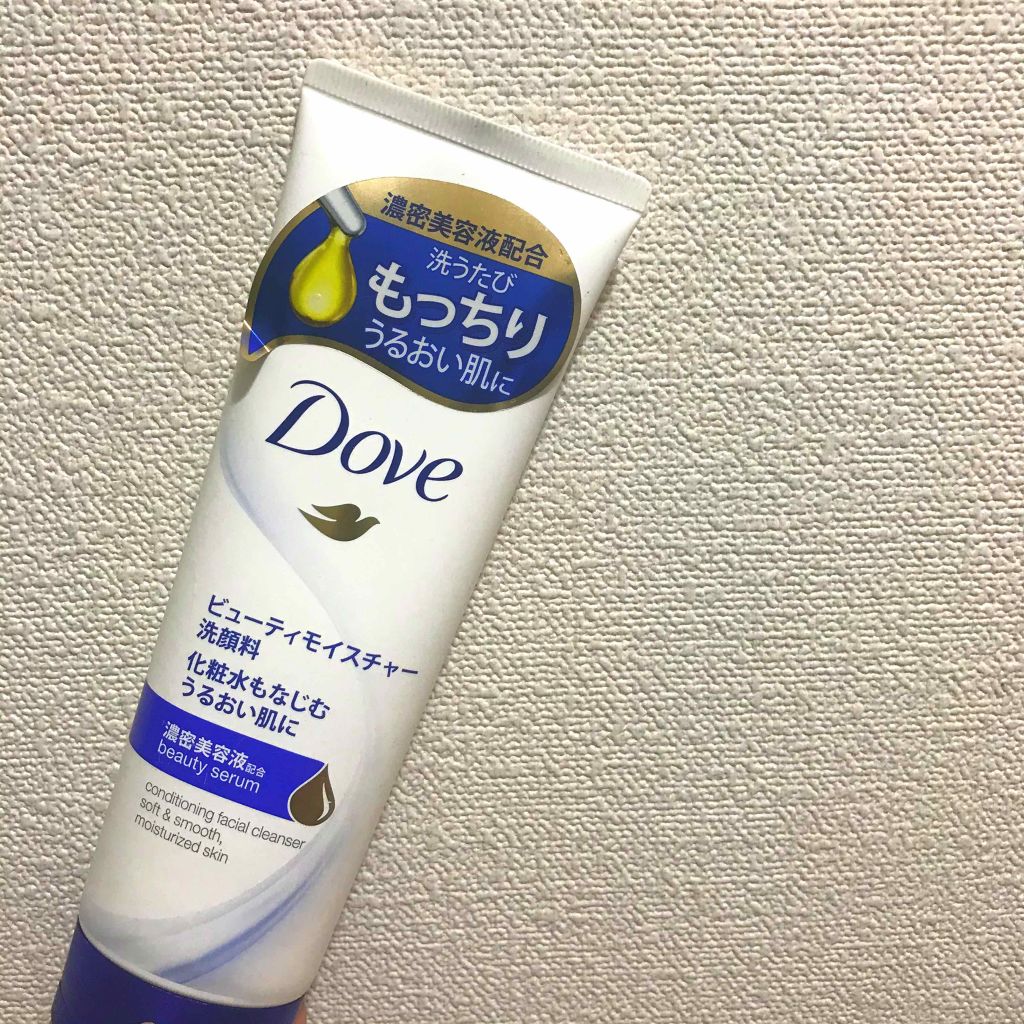 濃密美容液配合
洗うたび
もっちり
うるおい肌に
Dove
ビューティモイスチャー
洗顔料
化粧水もなじむ
うるおい肌に
濃密美容液配合
beauty serum
conditioning facial cleanser
soft & smooth,
moisturized skin